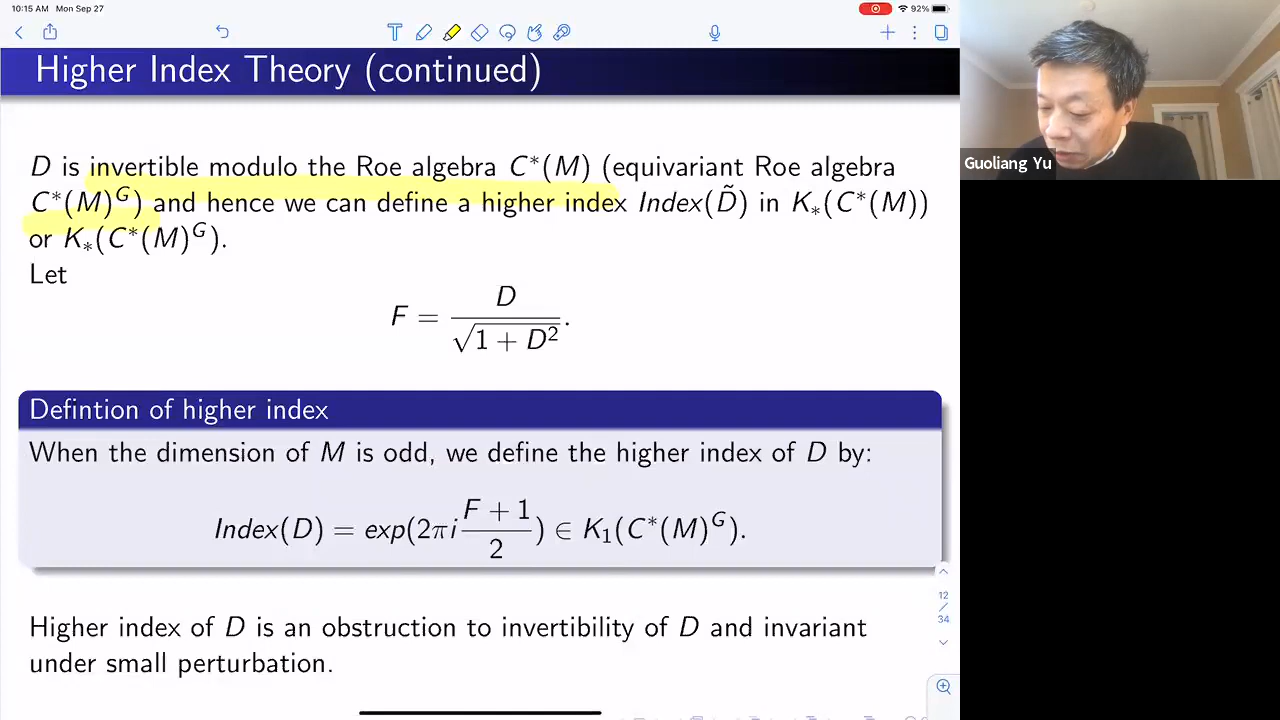 10:15 AM Mon Sep 27
92%
Higher Index Theory (continued)
D is invertible modulo the Roe algebra C*(M) (equivariant Roe algebra
C*(M)^G) and hence we can define a higher index Index(D̃) in K_*(C*(M))
or K_*(C*(M)^G).
Let
F = D / √(1 + D²).
Defintion of higher index
When the dimension of M is odd, we define the higher index of D by:
Index(D) = exp(2πi (F + 1)/2) ∈ K₁(C*(M)^G).
Higher index of D is an obstruction to invertibility of D and invariant
under small perturbation.
12
/
34
Guoliang Yu